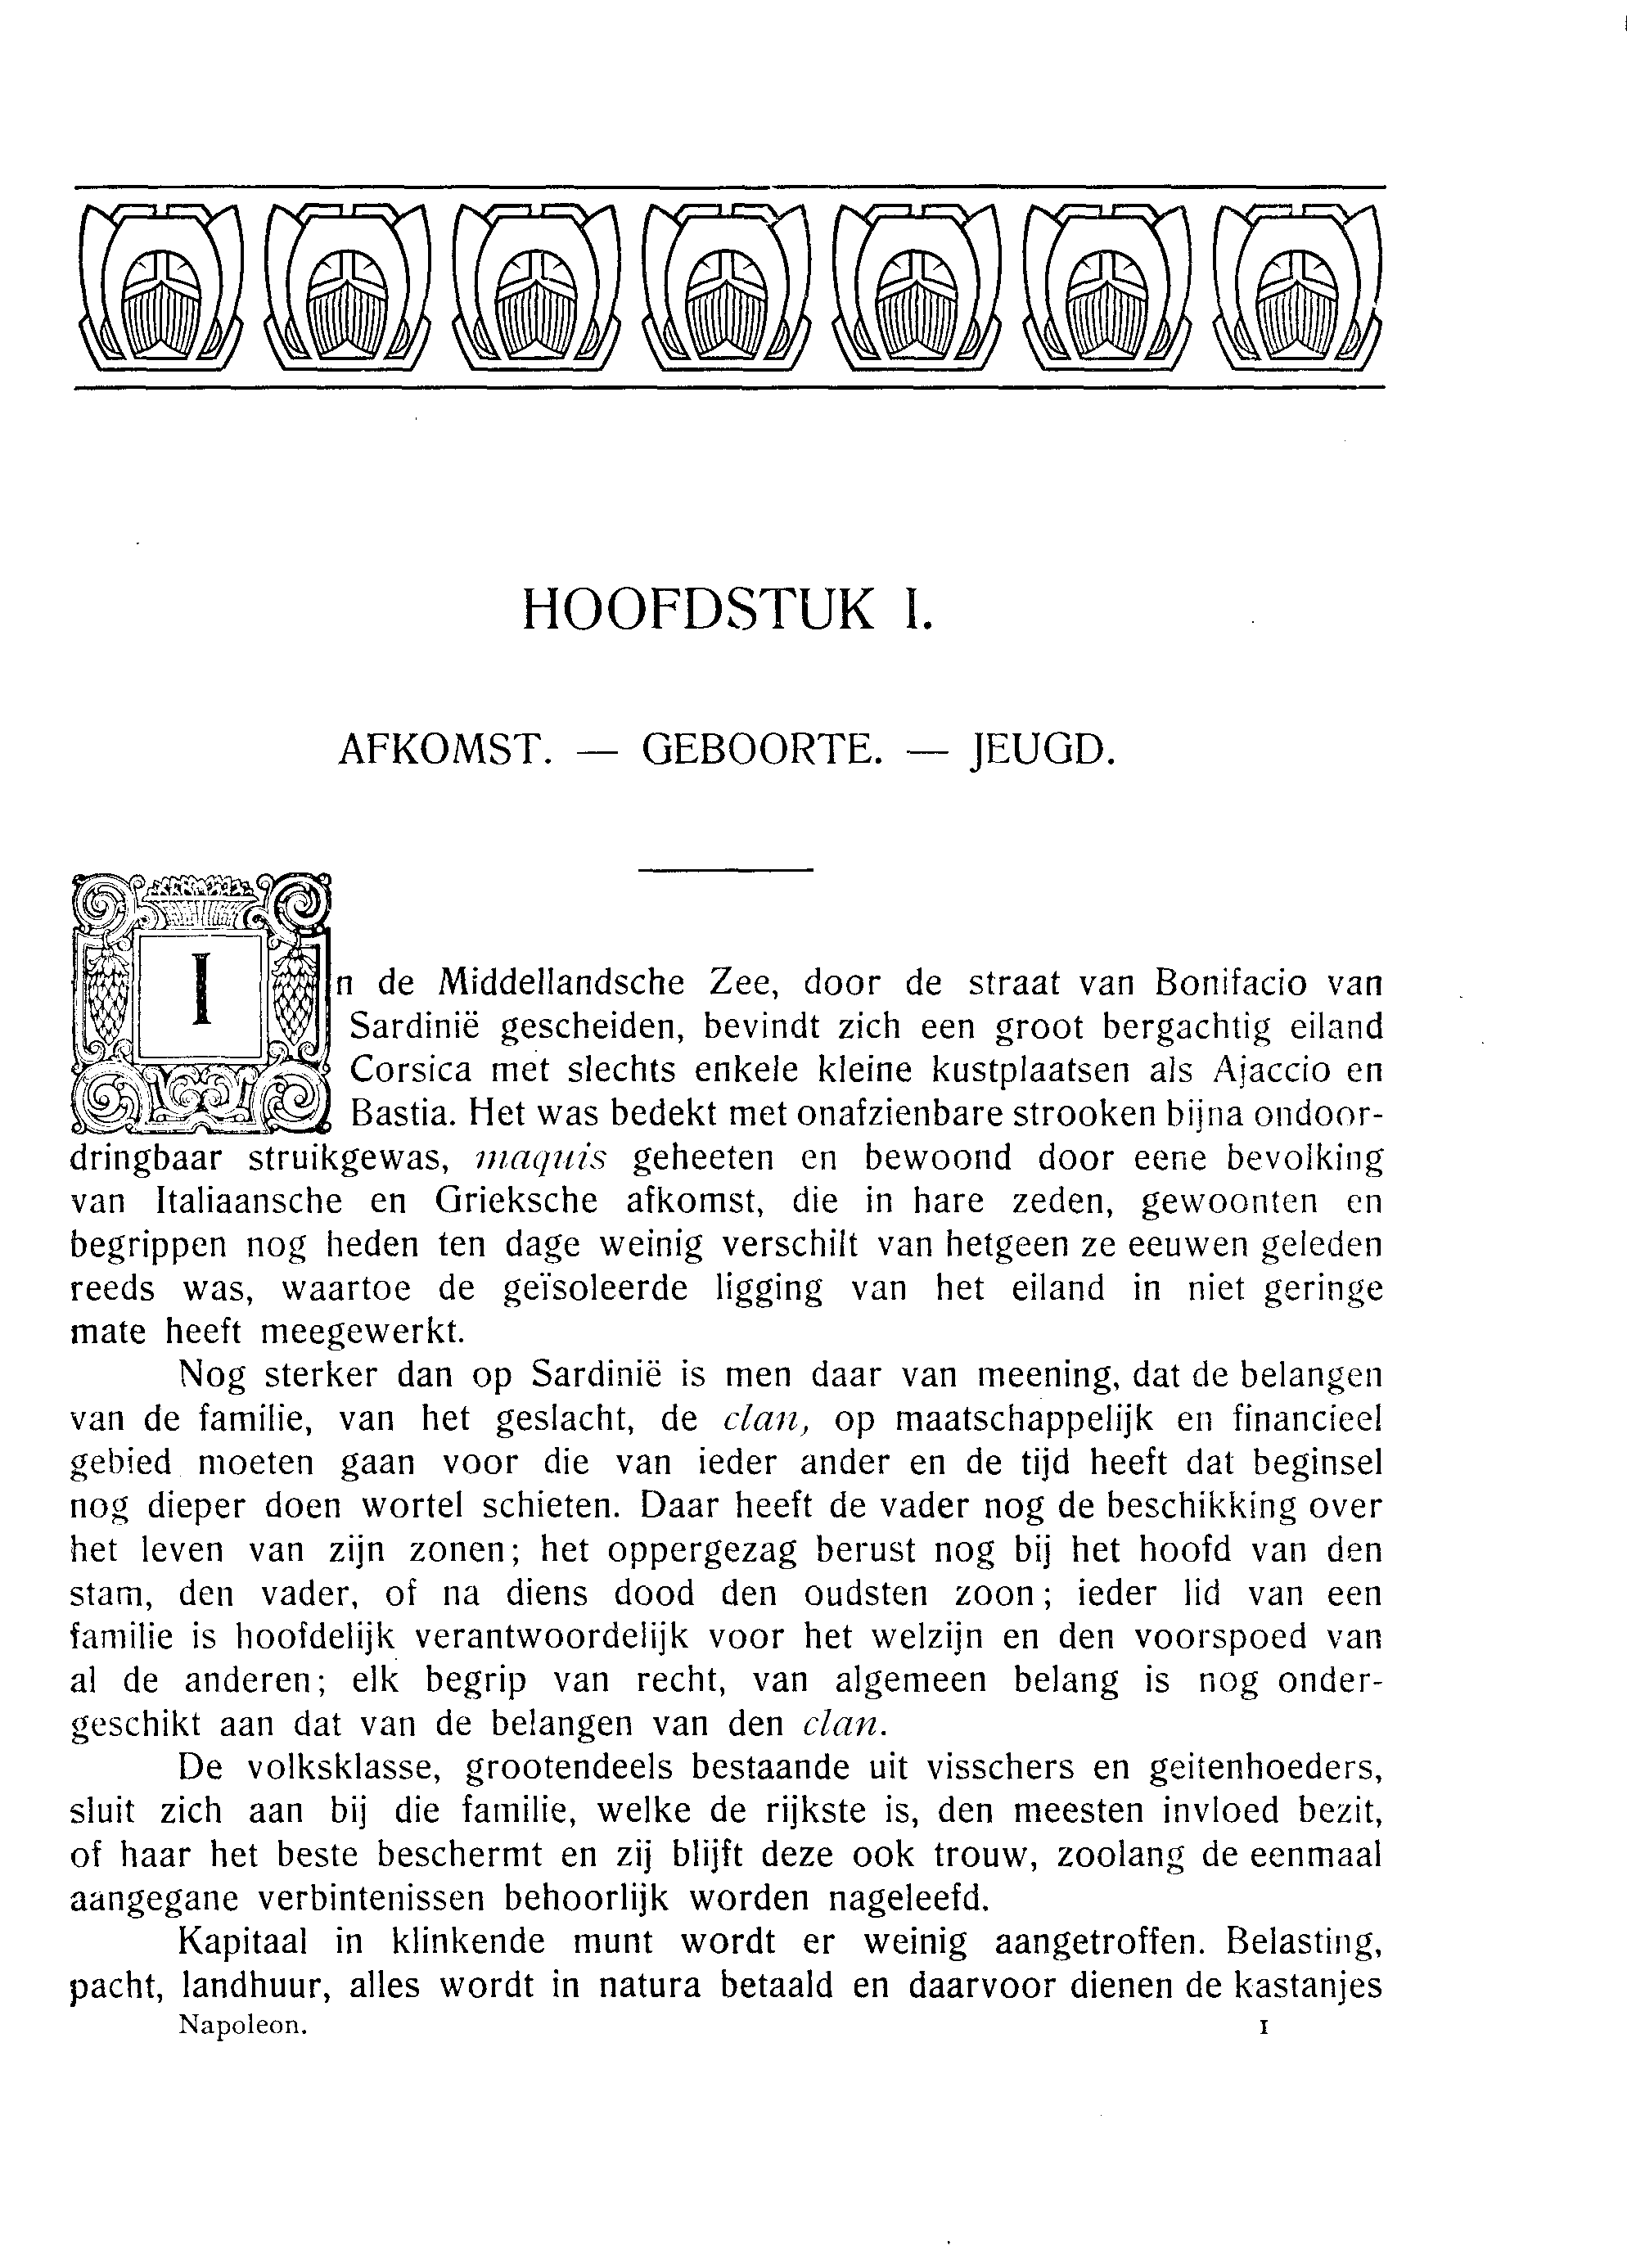 HOOFDSTUK I.
AFKOMST. — GEBOORTE. — JEUGD.
In de Middellandsche Zee, door de straat van Bonifacio van
Sardinië gescheiden, bevindt zich een groot bergachtig eiland
Corsica met slechts enkele kleine kustplaatsen als Ajaccio en
Bastia. Het was bedekt met onafzienbare strooken bijna ondoor-
dringbaar struikgewas, maquis geheeten en bewoond door eene bevolking
van Italiaansche en Grieksche afkomst, die in hare zeden, gewoonten en
begrippen nog heden ten dage weinig verschilt van hetgeen ze eeuwen geleden
reeds was, waartoe de geïsoleerde ligging van het eiland in niet geringe
mate heeft meegewerkt.
Nog sterker dan op Sardinië is men daar van meening, dat de belangen
van de familie, van het geslacht, de clan, op maatschappelijk en financieel
gebied moeten gaan voor die van ieder ander en de tijd heeft dat beginsel
nog dieper doen wortel schieten. Daar heeft de vader nog de beschikking over
het leven van zijn zonen; het oppergezag berust nog bij het hoofd van den
stam, den vader, of na diens dood den oudsten zoon; ieder lid van een
familie is hoofdelijk verantwoordelijk voor het welzijn en den voorspoed van
al de anderen; elk begrip van recht, van algemeen belang is nog onder-
geschikt aan dat van de belangen van den clan.
De volksklasse, grootendeels bestaande uit visschers en geitenhoeders,
sluit zich aan bij die familie, welke de rijkste is, den meesten invloed bezit,
of haar het beste beschermt en zij blijft deze ook trouw, zoolang de eenmaal
aangegane verbintenissen behoorlijk worden nageleefd.
Kapitaal in klinkende munt wordt er weinig aangetroffen. Belasting,
pacht, landhuur, alles wordt in natura betaald en daarvoor dienen de kastanjes
Napoleon. I